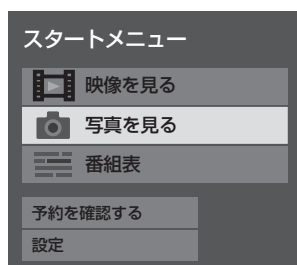 スタートメニュー
映像を見る
写真を見る
番組表
予約を確認する
設定